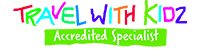 TRAVEL WITH KIDZ
Accredited Specialist